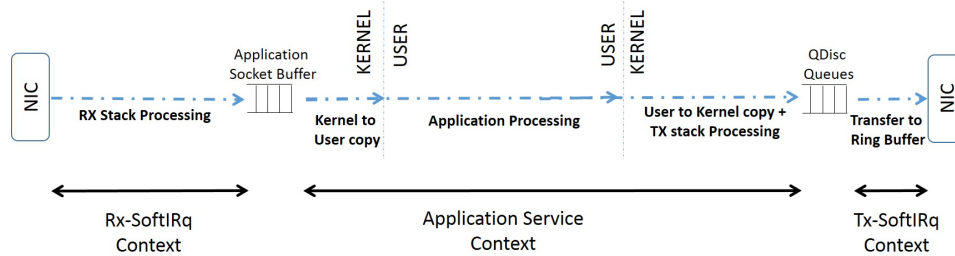 NIC
RX Stack Processing
Application
Socket Buffer
KERNEL
USER
Kernel to
User copy
Application Processing
USER
KERNEL
User to Kernel copy +
TX stack Processing
QDisc
Queues
Transfer to
Ring Buffer
NIC
Rx-SoftIRq
Context
Application Service
Context
Tx-SoftIRq
Context